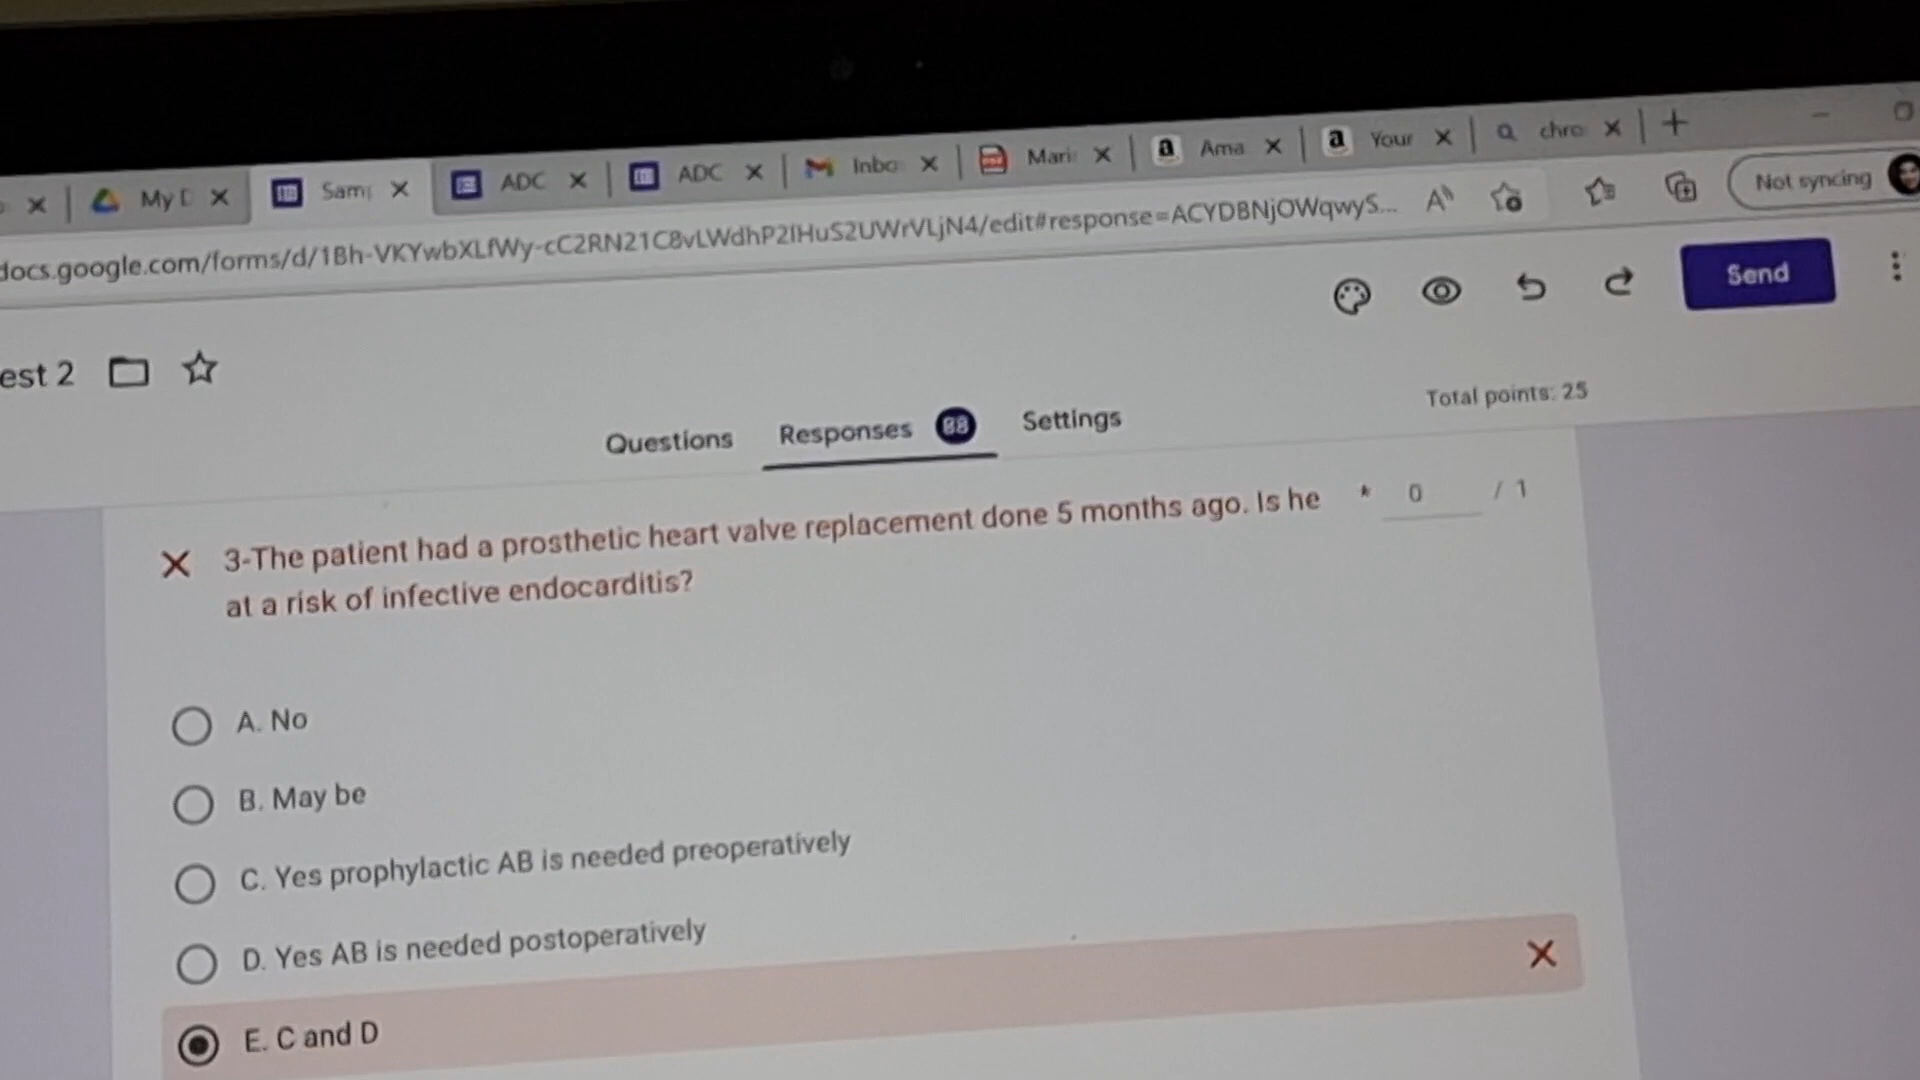 My D
Sam
ADC
ADC
Inbo
Mari
a Ama
a Your
chro
docs.google.com/forms/d/1Bh-VKYwbXLfWy-cC2RN21C8vLWdhP2IHuS2UWrVLjN4/edit#response=ACYDBNjOWqwyS...
Not syncing
Send
est 2
Questions
Responses 88
Settings
Total points: 25
3-The patient had a prosthetic heart valve replacement done 5 months ago. Is he * 0 / 1
at a risk of infective endocarditis?
A. No
B. May be
C. Yes prophylactic AB is needed preoperatively
D. Yes AB is needed postoperatively
E. C and D